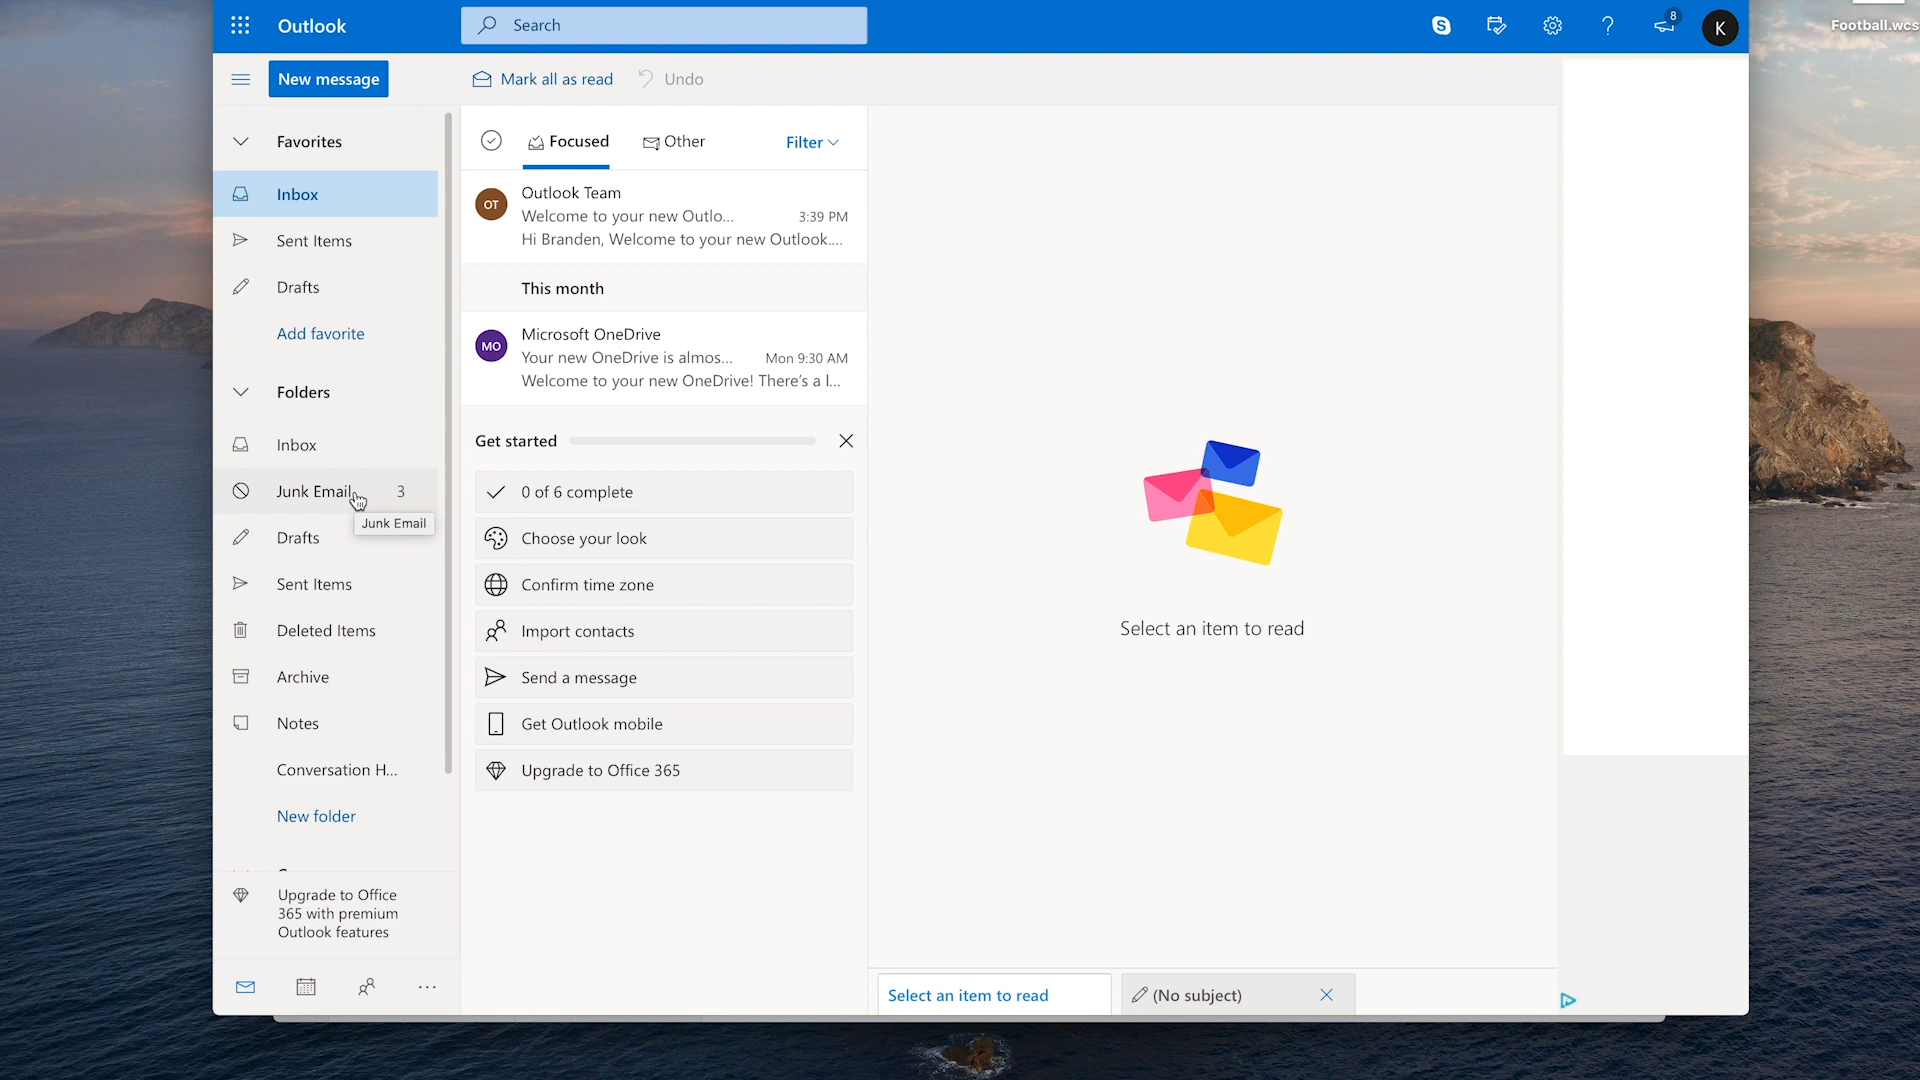 Outlook
Search
8
K
Football.wcs
New message
Mark all as read
Undo
Favorites
Inbox
Sent Items
Drafts
Add favorite
Folders
Inbox
Junk Email 3
Junk Email
Drafts
Sent Items
Deleted Items
Archive
Notes
Conversation H...
New folder
Upgrade to Office
365 with premium
Outlook features
Focused
Other
Filter
OT
Outlook Team
Welcome to your new Outlo... 3:39 PM
Hi Branden, Welcome to your new Outlook....
This month
MO
Microsoft OneDrive
Your new OneDrive is almos... Mon 9:30 AM
Welcome to your new OneDrive! There's a l...
Get started
0 of 6 complete
Choose your look
Confirm time zone
Import contacts
Send a message
Get Outlook mobile
Upgrade to Office 365
Select an item to read
Select an item to read
(No subject)